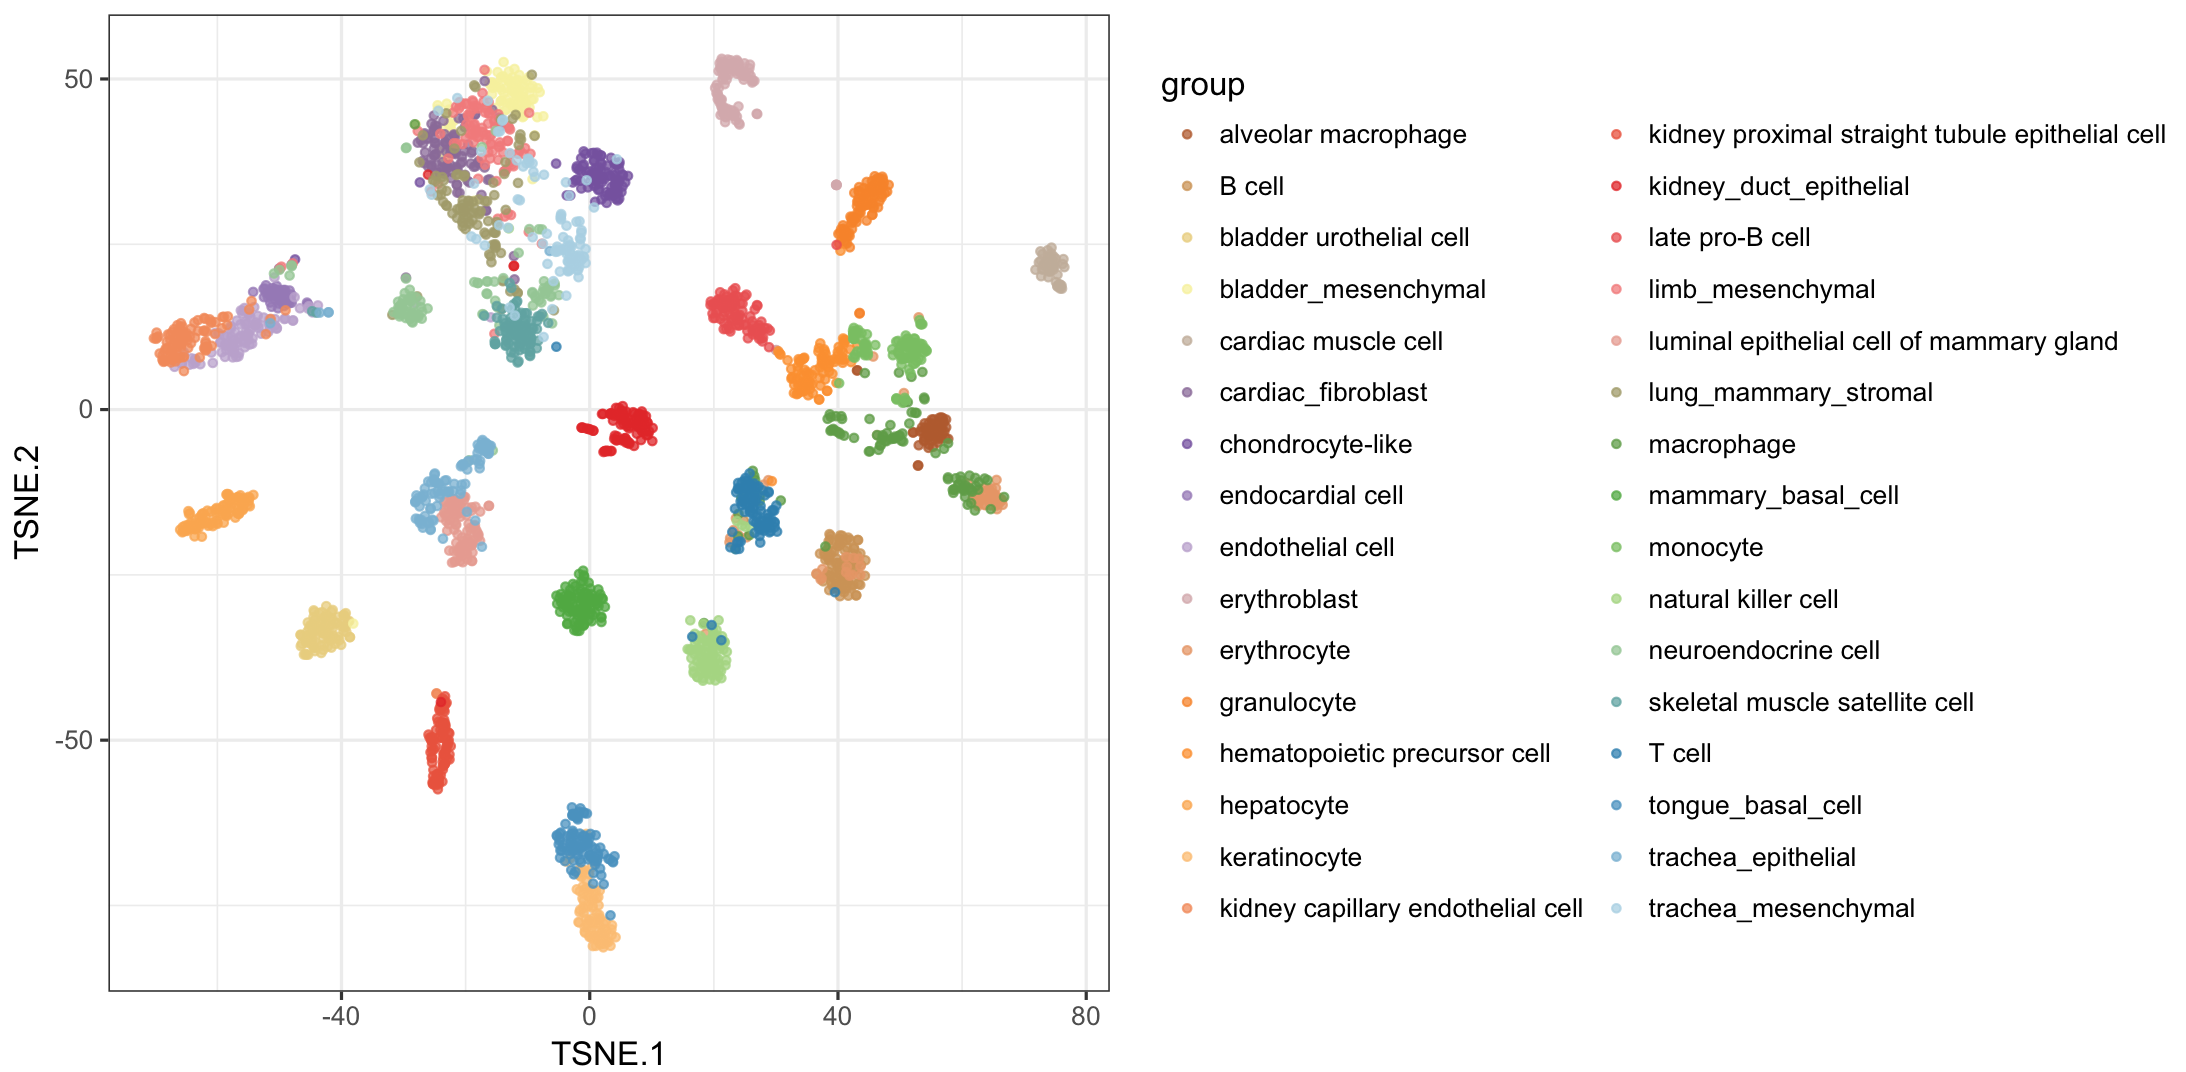 50
0
-50
TSNE.2
-40
0
40
80
TSNE.1
group
alveolar macrophage
B cell
bladder urothelial cell
bladder_mesenchymal
cardiac muscle cell
cardiac_fibroblast
chondrocyte-like
endocardial cell
endothelial cell
erythroblast
erythrocyte
granulocyte
hematopoietic precursor cell
hepatocyte
keratinocyte
kidney capillary endothelial cell
kidney proximal straight tubule epithelial cell
kidney_duct_epithelial
late pro-B cell
limb_mesenchymal
luminal epithelial cell of mammary gland
lung_mammary_stromal
macrophage
mammary_basal_cell
monocyte
natural killer cell
neuroendocrine cell
skeletal muscle satellite cell
T cell
tongue_basal_cell
trachea_epithelial
trachea_mesenchymal